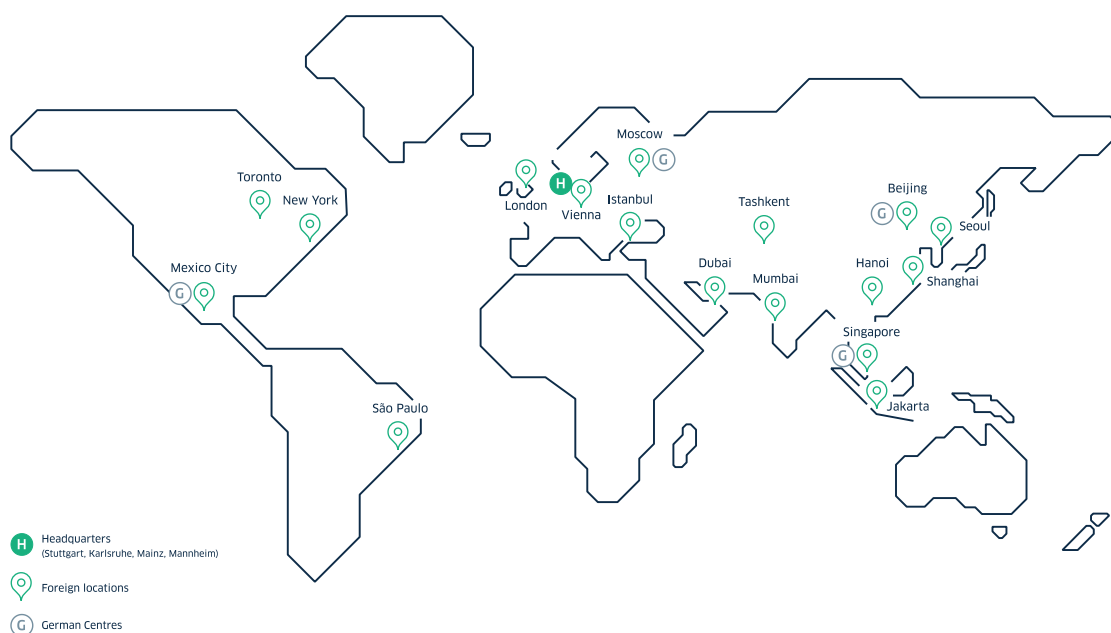 Moscow
G
Toronto
New York
London
H
Vienna
Istanbul
Tashkent
Beijing
G
Seoul
Mexico City
G
Dubai
Mumbai
Hanoi
Shanghai
Singapore
G
Jakarta
São Paulo
H Headquarters
(Stuttgart, Karlsruhe, Mainz, Mannheim)
Foreign locations
G German Centres